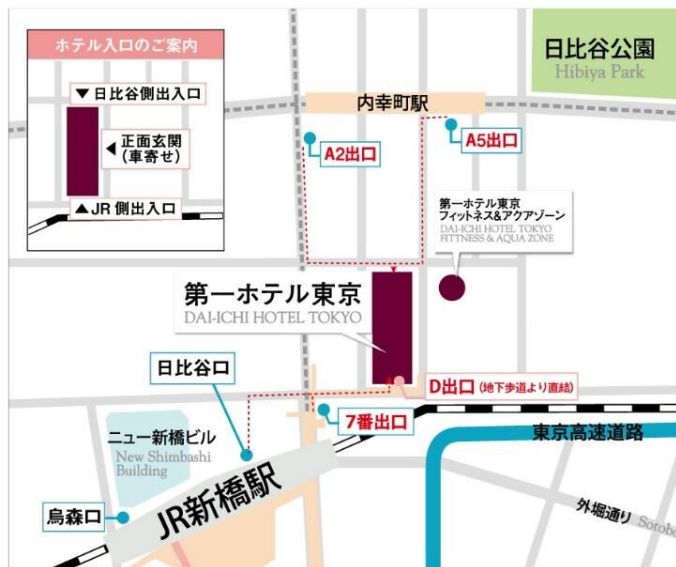 ホテル入口のご案内
▼日比谷側出入口
◀正面玄関
(車寄せ)
▲JR側出入口
日比谷公園
Hibiya Park
内幸町駅
A2出口
A5出口
第一ホテル東京
フィットネス&アクアゾーン
DAI-ICHI HOTEL TOKYO
FITTNESS & AQUA ZONE
第一ホテル東京
DAI-ICHI HOTEL TOKYO
日比谷口
D出口(地下歩道より直結)
7番出口
ニュー新橋ビル
New Shimbashi
Building
東京高速道路
JR新橋駅
烏森口
外堀通り Sotobo